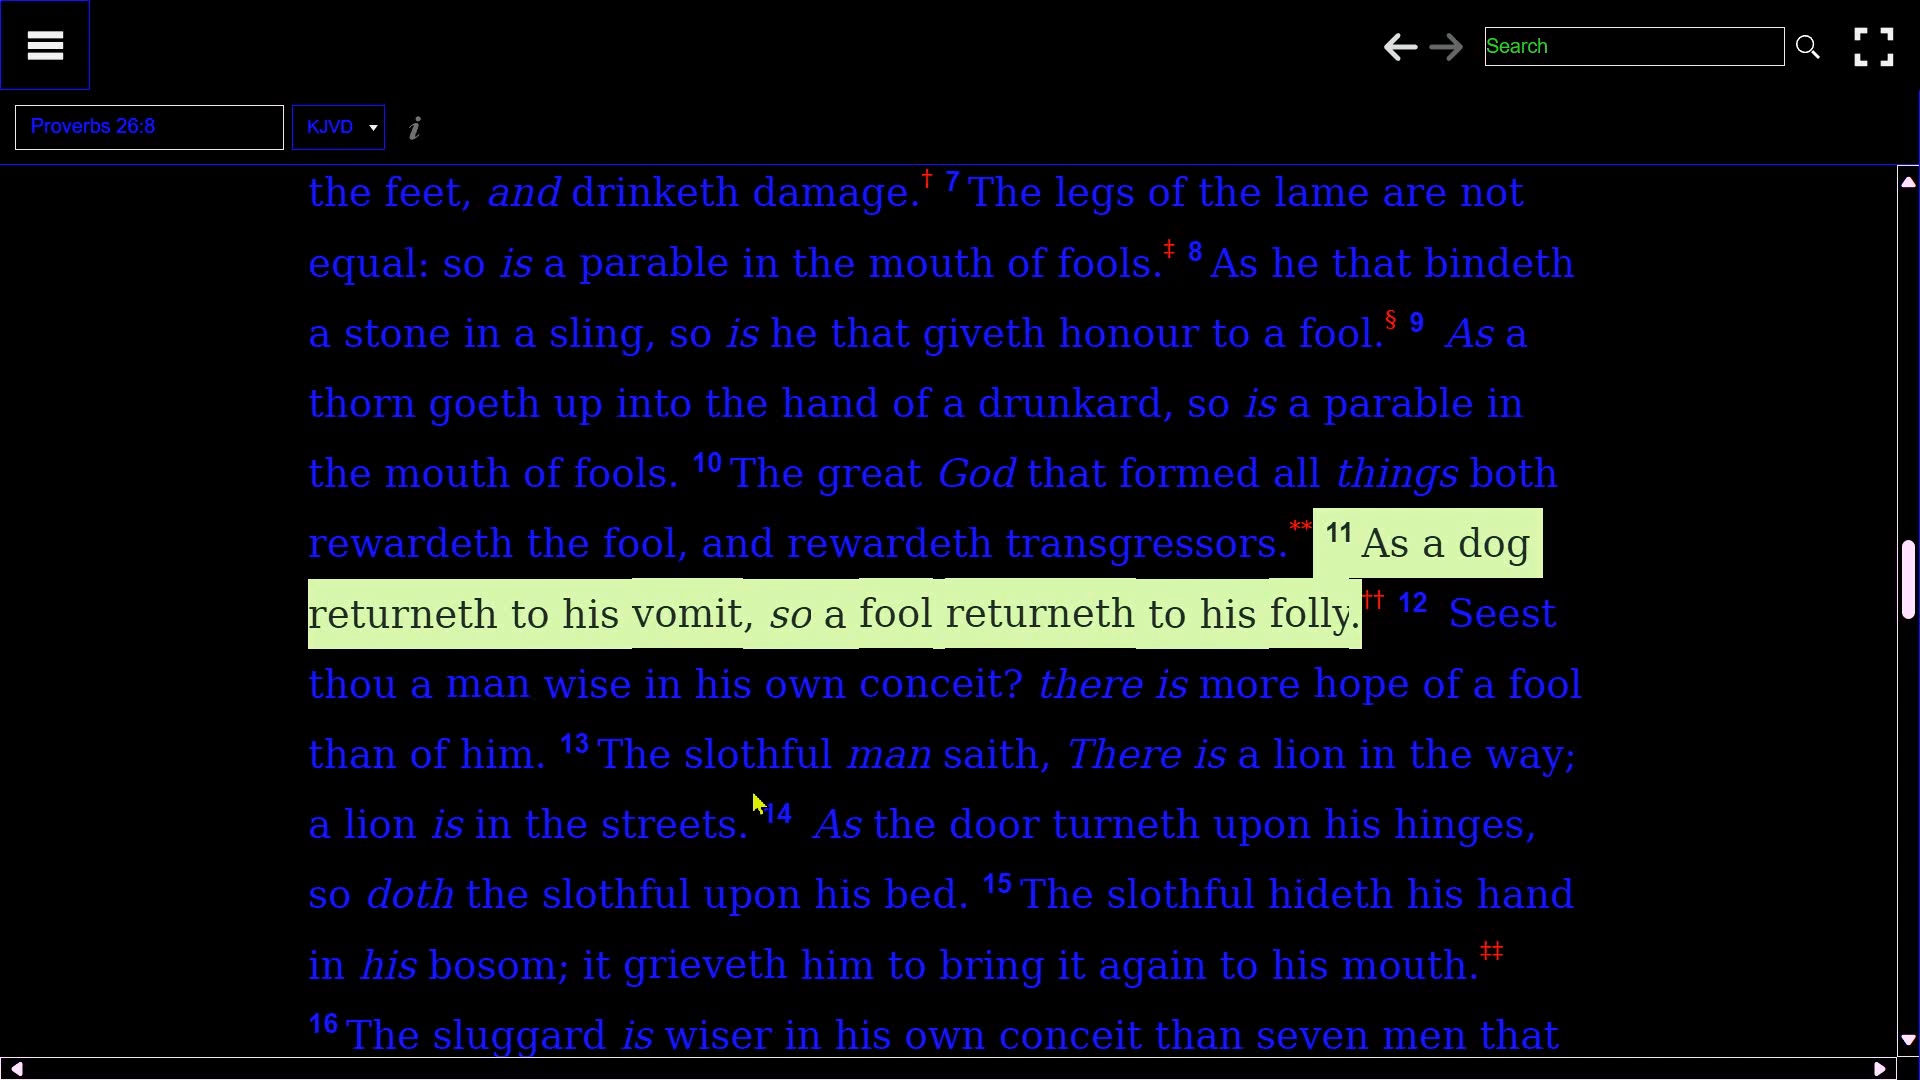 Search
Proverbs 26:8 KJVD i
the feet, and drinketh damage.† 7 The legs of the lame are not
equal: so is a parable in the mouth of fools.‡ 8 As he that bindeth
a stone in a sling, so is he that giveth honour to a fool.§ 9 As a
thorn goeth up into the hand of a drunkard, so is a parable in
the mouth of fools. 10 The great God that formed all things both
rewardeth the fool, and rewardeth transgressors.** 11 As a dog
returneth to his vomit, so a fool returneth to his folly.†† 12 Seest
thou a man wise in his own conceit? there is more hope of a fool
than of him. 13 The slothful man saith, There is a lion in the way;
a lion is in the streets. 14 As the door turneth upon his hinges,
so doth the slothful upon his bed. 15 The slothful hideth his hand
in his bosom; it grieveth him to bring it again to his mouth.‡‡
16 The sluggard is wiser in his own conceit than seven men that